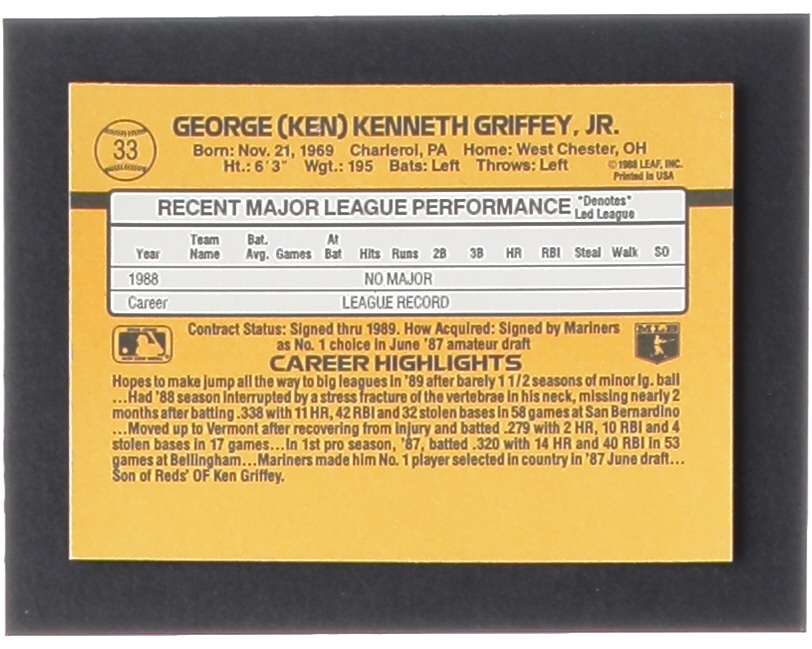 33
GEORGE (KEN) KENNETH GRIFFEY, JR.
Born: Nov. 21, 1969 Charleroi, PA Home: West Chester, OH
Ht.: 6'3" Wgt.: 195 Bats: Left Throws: Left
©1988 LEAF, INC.
Printed in USA
RECENT MAJOR LEAGUE PERFORMANCE
"Denotes"
Led League
Year Team Name Bat. Avg. Games At Bat Hits Runs 2B 3B HR RBI Steal Walk SO
1988 NO MAJOR
Career LEAGUE RECORD
Contract Status: Signed thru 1989. How Acquired: Signed by Mariners
as No. 1 choice in June '87 amateur draft
MLB
CAREER HIGHLIGHTS
Hopes to make jump all the way to big leagues in '89 after barely 1 1/2 seasons of minor lg. ball
...Had '88 season interrupted by a stress fracture of the vertebrae in his neck, missing nearly 2
months after batting .338 with 11 HR, 42 RBI and 32 stolen bases in 58 games at San Bernardino
...Moved up to Vermont after recovering from injury and batted .279 with 2 HR, 10 RBI and 4
stolen bases in 17 games...In 1st pro season, '87, batted .320 with 14 HR and 40 RBI in 53
games at Bellingham...Mariners made him No. 1 player selected in country in '87 June draft...
Son of Reds' OF Ken Griffey.